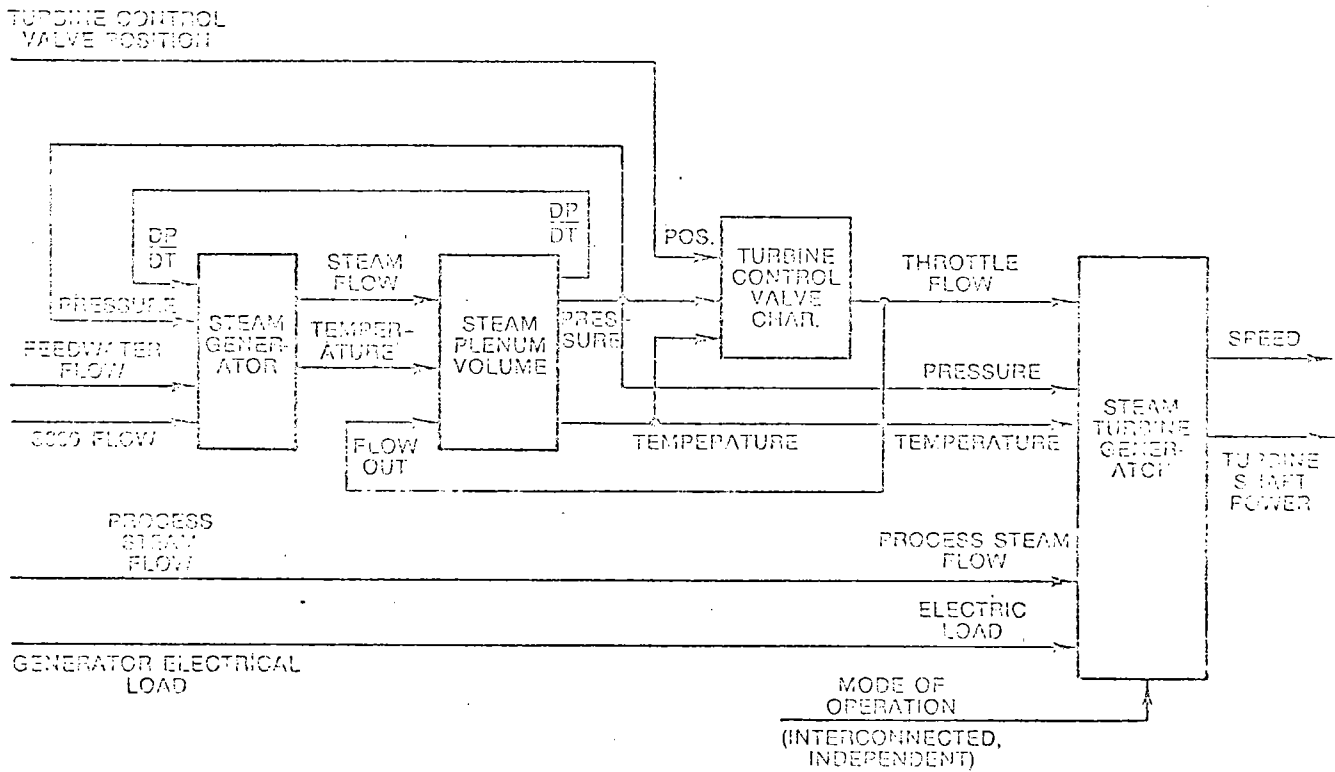 TURBINE CONTROL
VALVE POSITION
DP
DT
DP
DT
POS.
TURBINE
CONTROL
VALVE
CHAR.
THROTTLE
FLOW
STEAM
FLOW
PRESSURE
STEAM
GENER-
ATOR
TEMPER-
ATURE
STEAM
PLENUM
VOLUME
PRES-
SURE
SPEED
FEEDWATER
FLOW
PRESSURE
FLOW
FLOW
OUT
TEMPERATURE
TEMPERATURE
STEAM
TURBINE
GENER-
ATOR
TURBINE
SHAFT
POWER
PROCESS
STEAM
FLOW
PROCESS STEAM
FLOW
ELECTRIC
LOAD
GENERATOR ELECTRICAL
LOAD
MODE OF
OPERATION
(INTERCONNECTED,
INDEPENDENT)